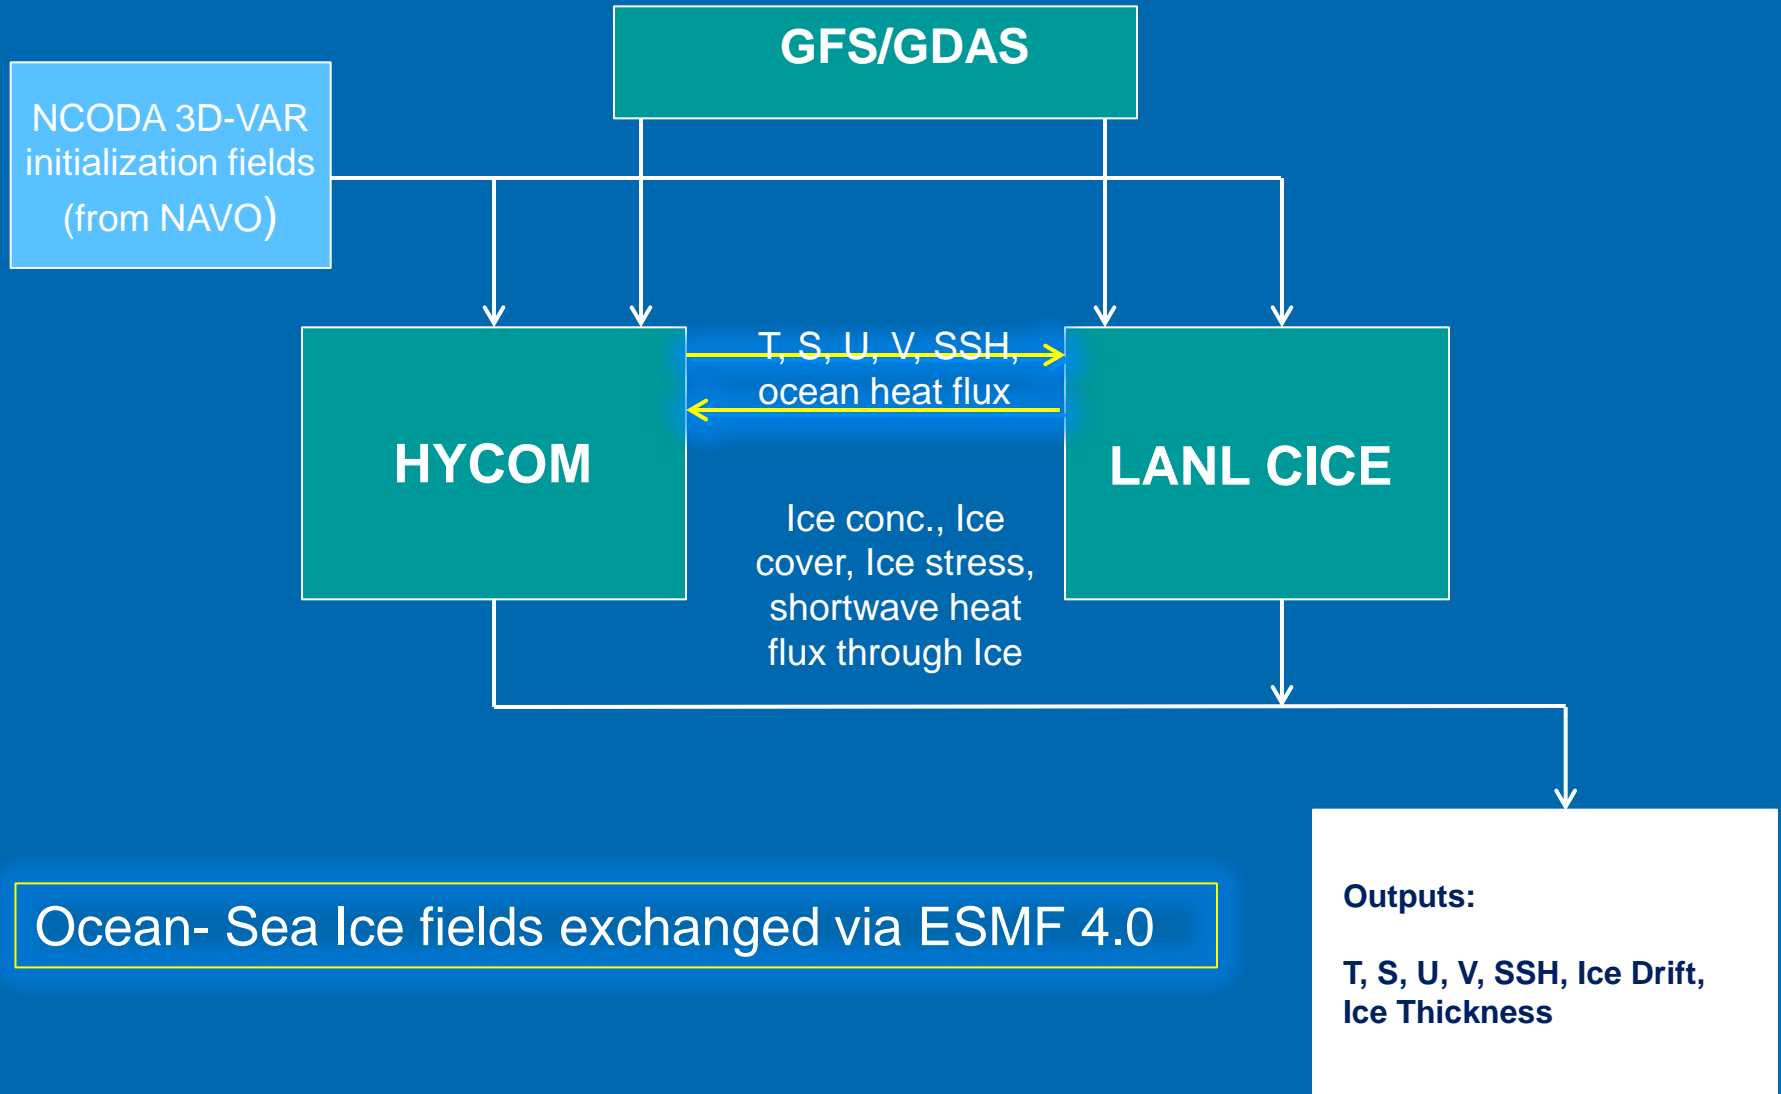 GFS/GDAS
NCODA 3D-VAR
initialization fields
(from NAVO)
T, S, U, V, SSH,
ocean heat flux
HYCOM
LANL CICE
Ice conc., Ice
cover, Ice stress,
shortwave heat
flux through Ice
Ocean- Sea Ice fields exchanged via ESMF 4.0
Outputs:
T, S, U, V, SSH, Ice Drift,
Ice Thickness